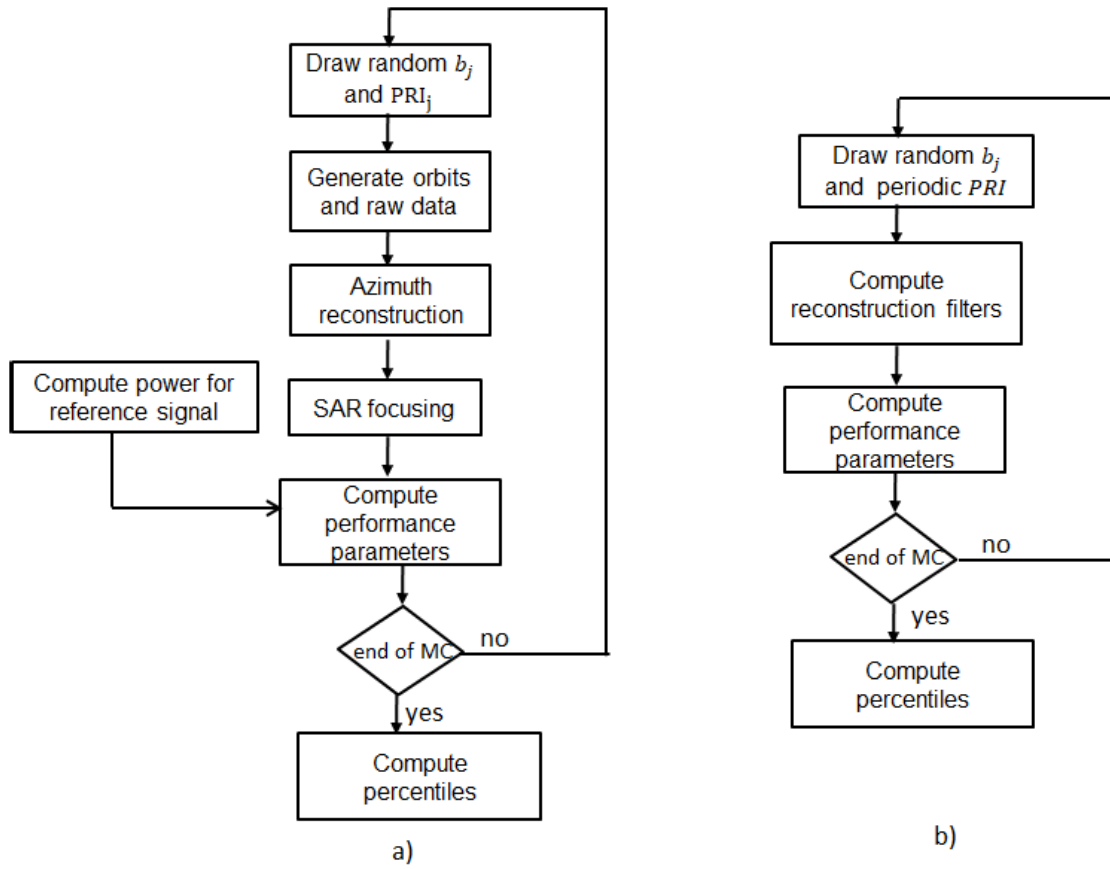 Draw random b_j
and PRI_j
Generate orbits
and raw data
Azimuth
reconstruction
Compute power for
reference signal
SAR focusing
Compute
performance
parameters
end of MC
no
yes
Compute
percentiles
a)
Draw random b_j
and periodic PRI
Compute
reconstruction filters
Compute
performance
parameters
end of MC
no
yes
Compute
percentiles
b)